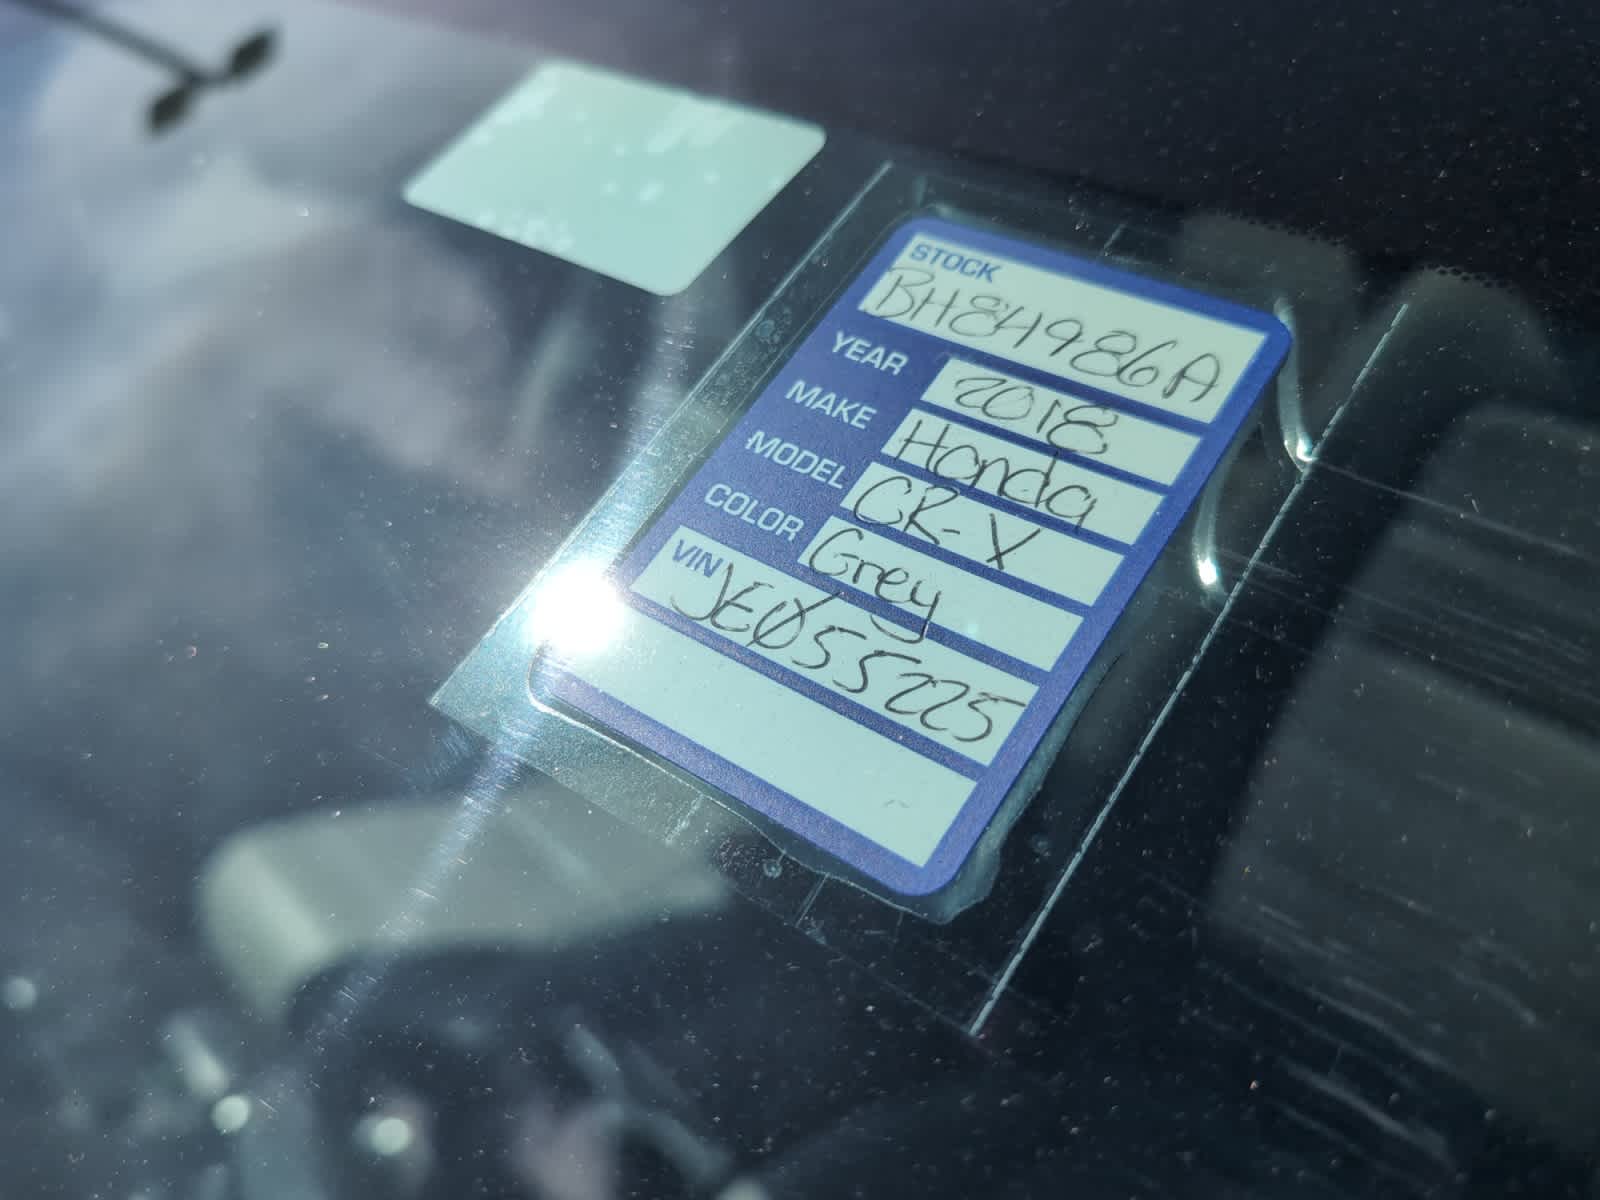 STOCK
BH84986A
YEAR 2018
MAKE Honda
MODEL CR-X
COLOR Grey
VIN JE055225